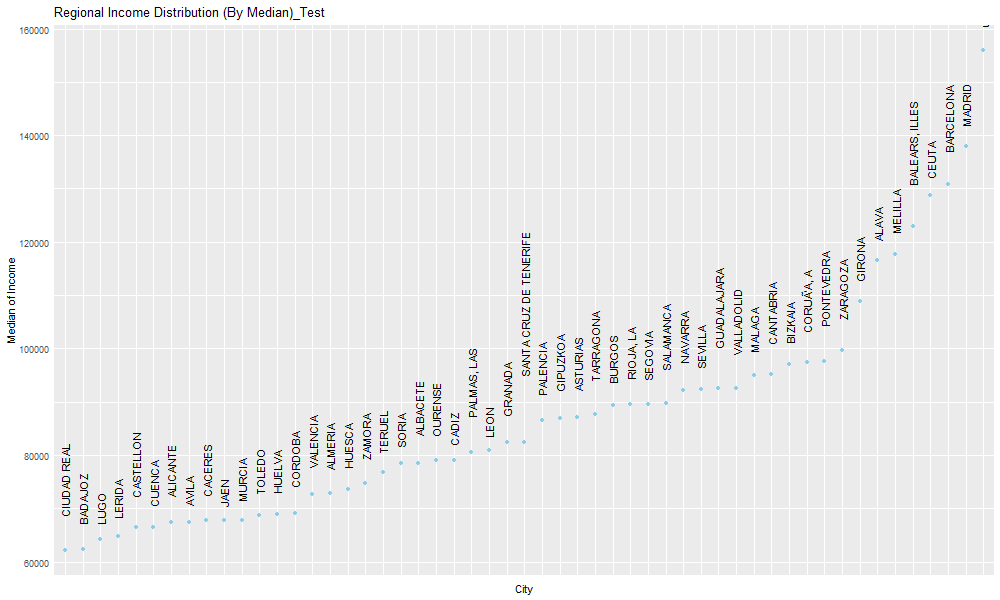 Regional Income Distribution (By Median)_Test
160000
140000
120000
100000
80000
60000
Median of Income
City
CIUDAD REAL
BADAJOZ
LUGO
LERIDA
CASTELLON
CUENCA
ALICANTE
AVILA
CACERES
JAEN
MURCIA
TOLEDO
HUELVA
CORDOBA
VALENCIA
ALMERIA
HUESCA
ZAMORA
TERUEL
SORIA
ALBACETE
OURENSE
CADIZ
PALMAS, LAS
LEON
GRANADA
SANTA CRUZ DE TENERIFE
PALENCIA
GIPUZKOA
ASTURIAS
TARRAGONA
BURGOS
RIOJA, LA
SEGOVIA
SALAMANCA
NAVARRA
SEVILLA
GUADALAJARA
VALLADOLID
MALAGA
CANTABRIA
BIZKAIA
CORUÃ'A, A
PONTEVEDRA
ZARAGOZA
GIRONA
ALAVA
MELILLA
BALEARS, ILLES
CEUTA
BARCELONA
MADRID